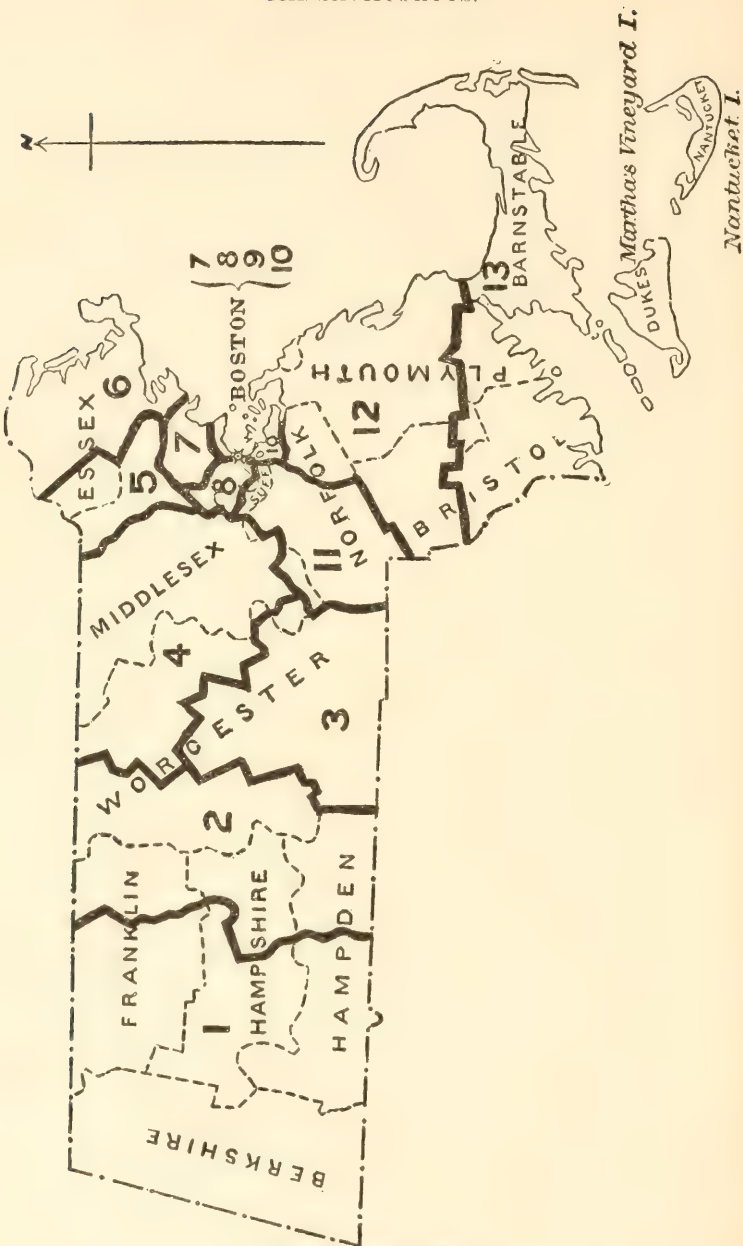 N
ESSEX
6
5
7
BOSTON
7
8
9
10
8
10
MIDDLESEX
4
NORFOLK
11
12
PLYMOUTH
BRISTOL
13
BARNSTABLE
DUKES
Martha's Vineyard I.
NANTUCKET
Nantucket I.
WORCESTER
3
2
FRANKLIN
HAMPSHIRE
HAMPDEN
1
BERKSHIRE